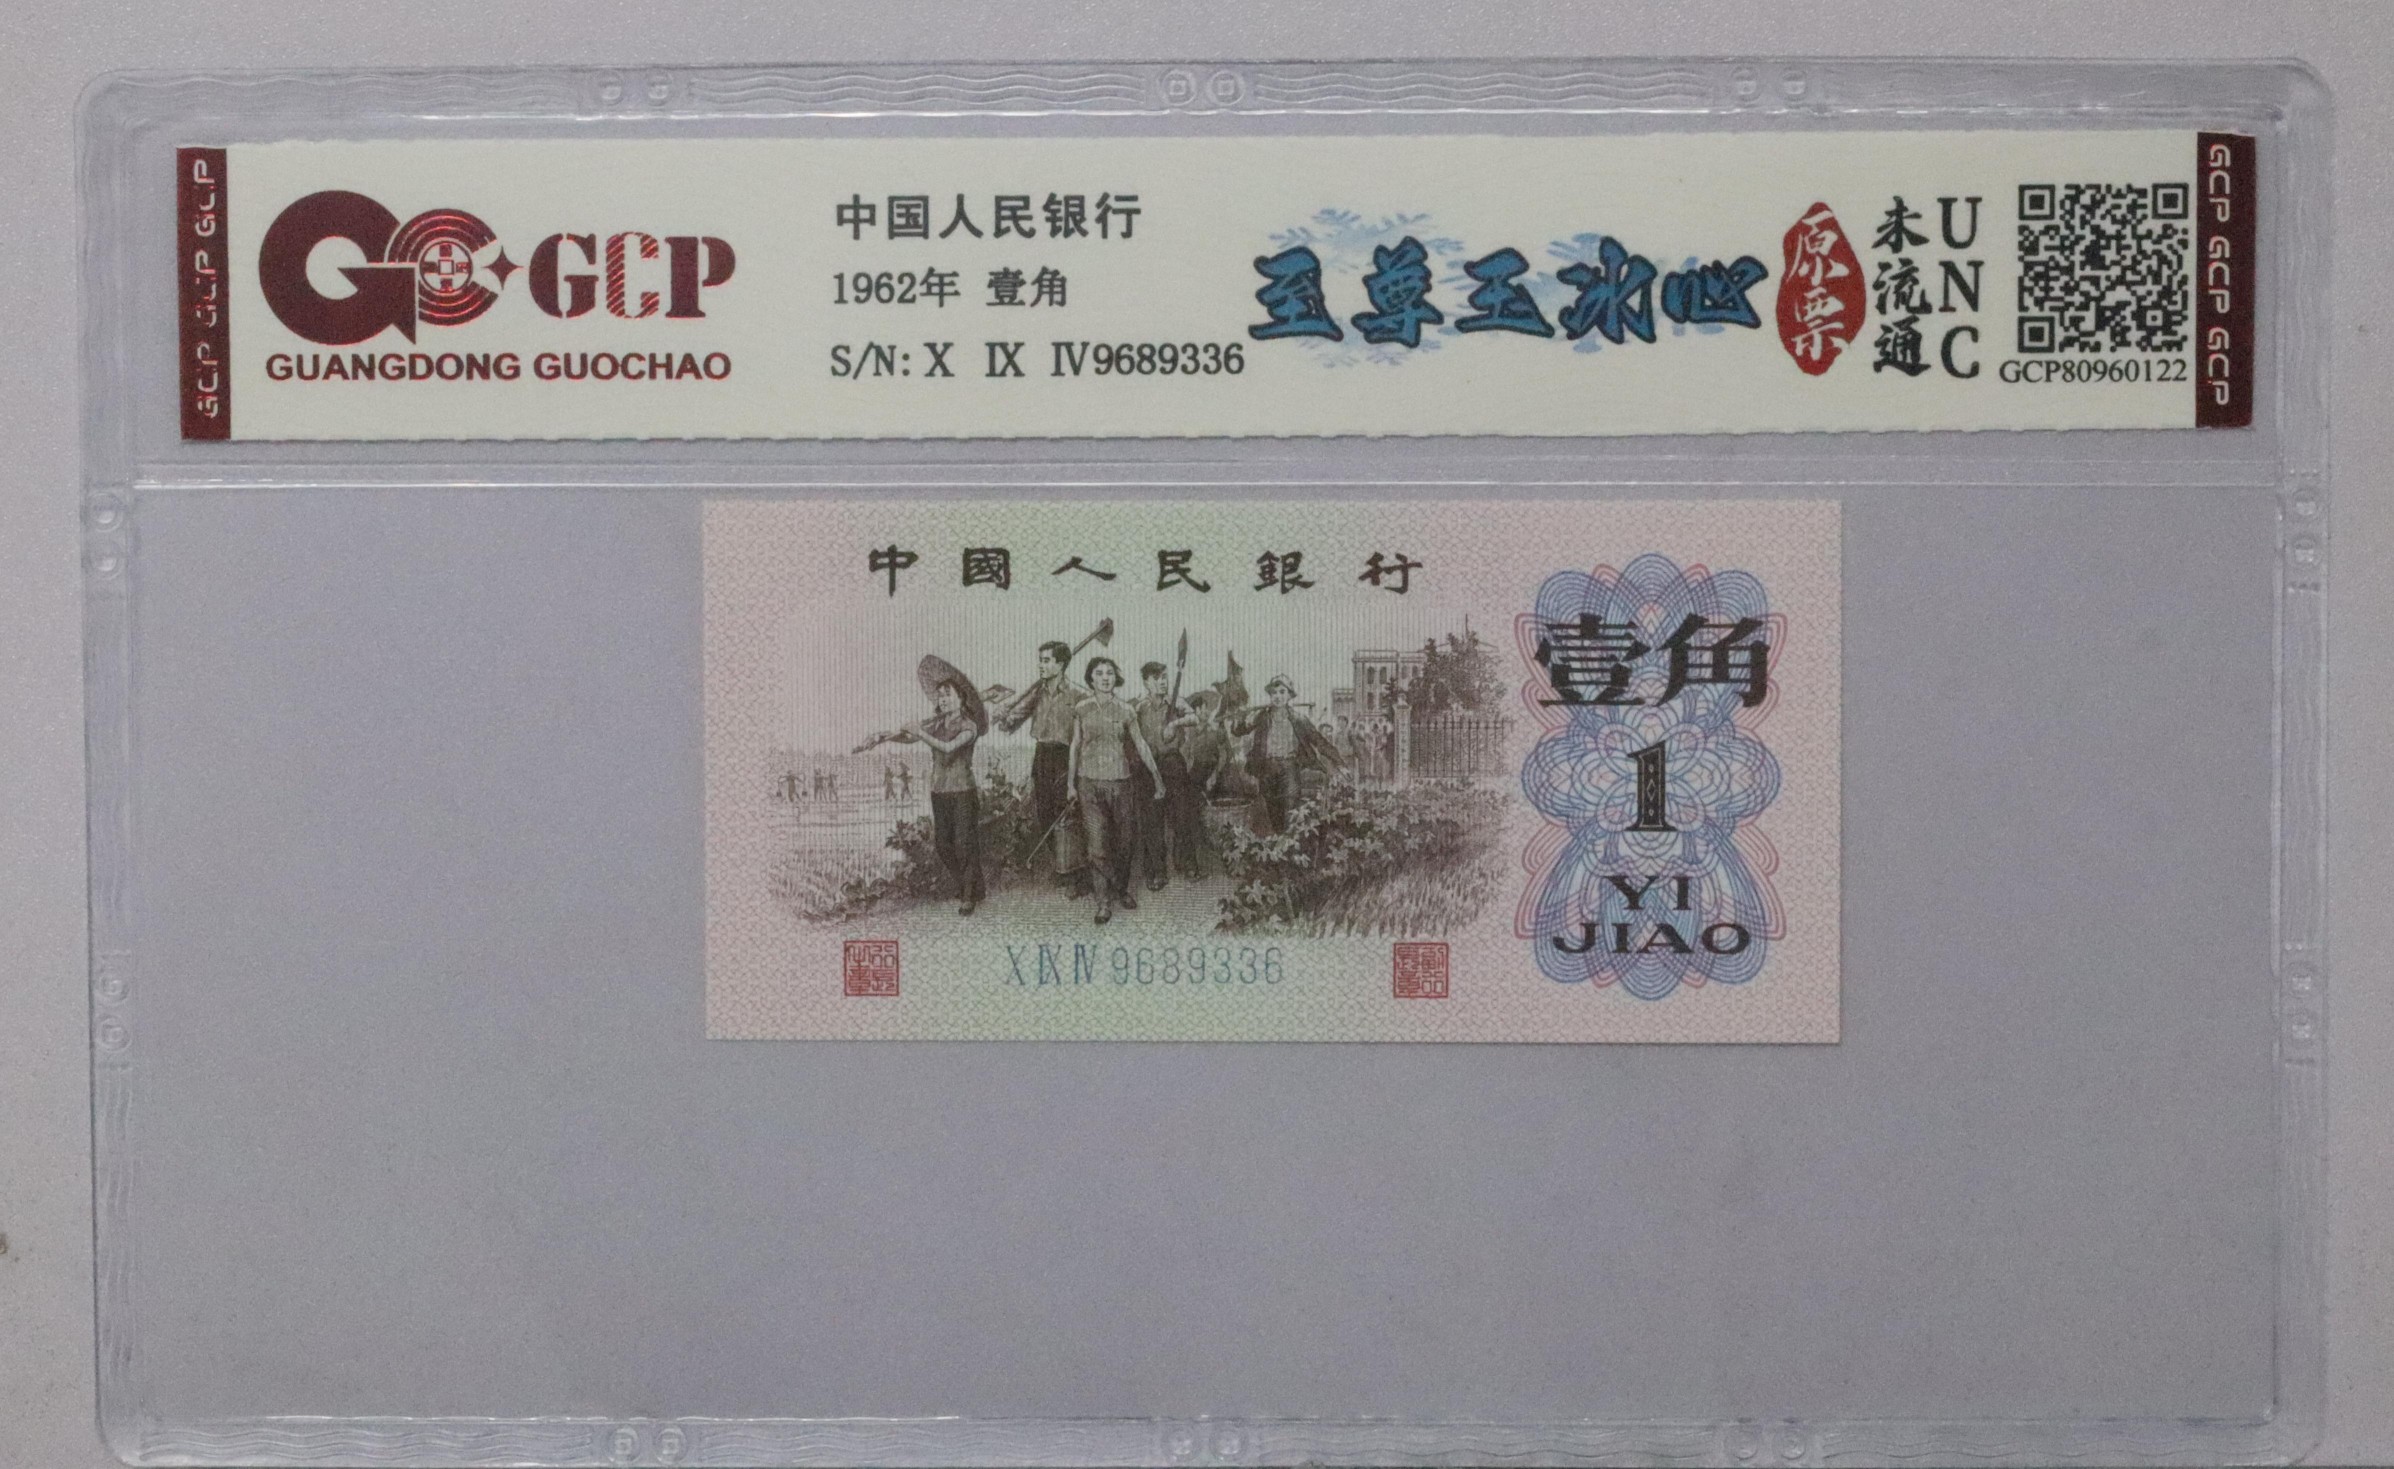 GCP GCP GCP
GCP
GUANGDONG GUOCHAO
中国人民银行
1962年 壹角
S/N: X IX IV9689336
至尊玉冰心
原票
未流通
UNC
GCP80960122
GCP GCP GCP
中國人民銀行
壹角
1
YI
JIAO
X IX IV 9689336